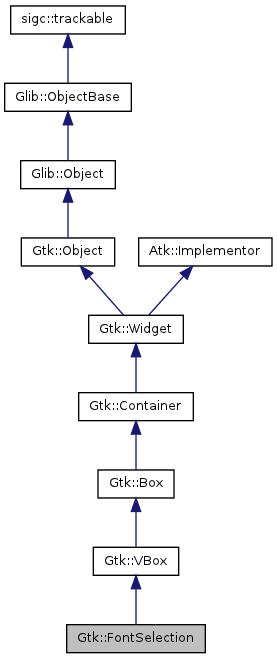 sigc::trackable
Glib::ObjectBase
Glib::Object
Gtk::Object
Atk::Implementor
Gtk::Widget
Gtk::Container
Gtk::Box
Gtk::VBox
Gtk::FontSelection